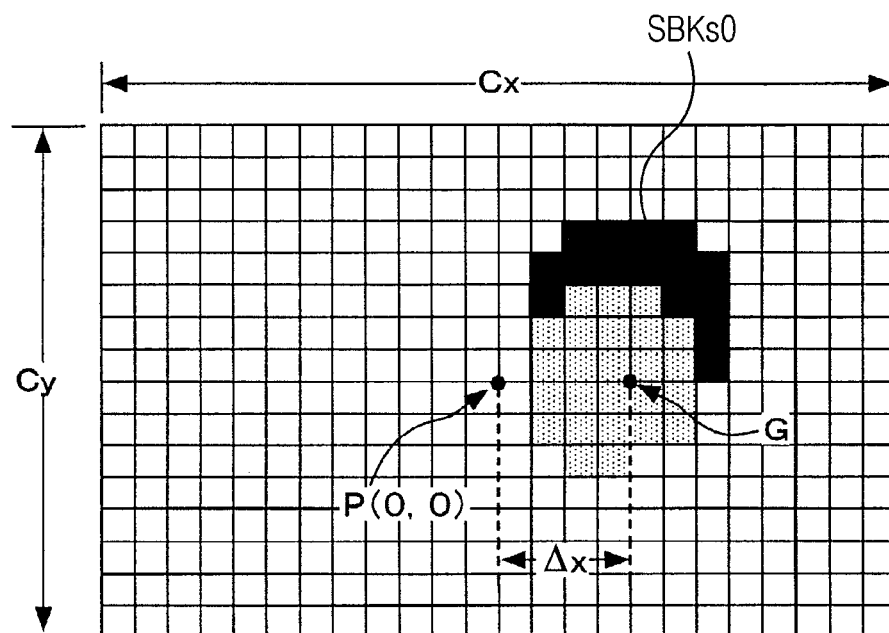 SBKs0
Cx
Cy
G
P(0, 0)
Δx